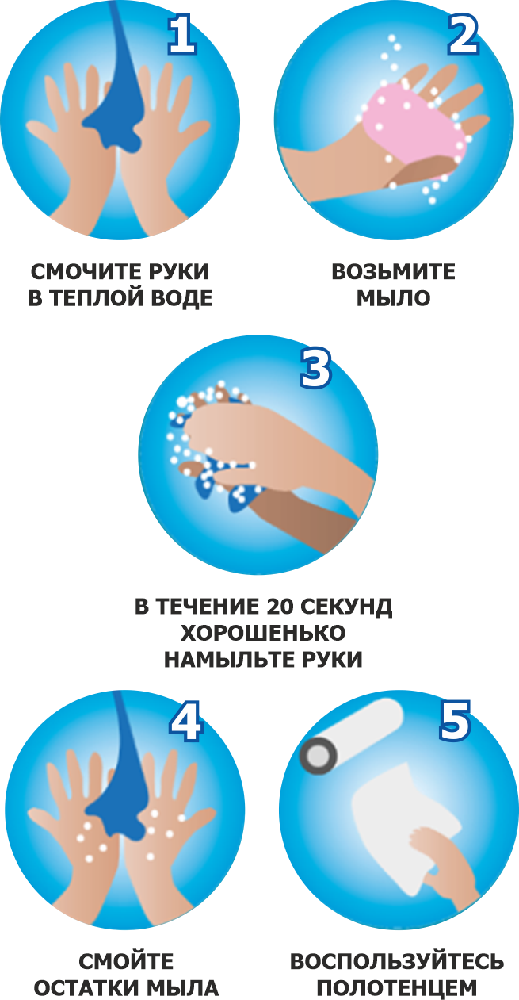 1
2
СМОЧИТЕ РУКИ
В ТЕПЛОЙ ВОДЕ
ВОЗЬМИТЕ
МЫЛО
3
В ТЕЧЕНИЕ 20 СЕКУНД
ХОРОШЕНЬКО
НАМЫЛЬТЕ РУКИ
4
5
СМОЙТЕ
ОСТАТКИ МЫЛА
ВОСПОЛЬЗУЙТЕСЬ
ПОЛОТЕНЦЕМ